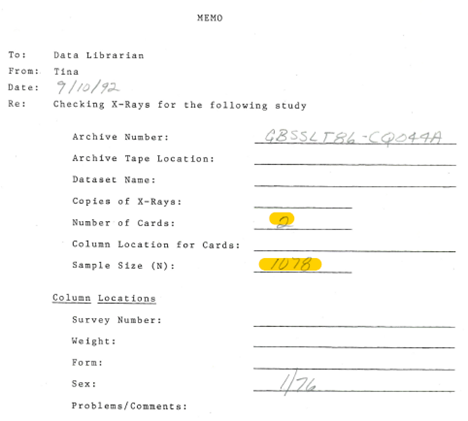 MEMO
To: Data Librarian
From: Tina
Date: 9/10/92
Re: Checking X-Rays for the following study
Archive Number: GBSSLT86-CQ044A
Archive Tape Location:
Dataset Name:
Copies of X-Rays:
Number of Cards: 2
Column Location for Cards:
Sample Size (N): 1078
Column Locations
Survey Number:
Weight:
Form:
Sex: 1/76
Problems/Comments: